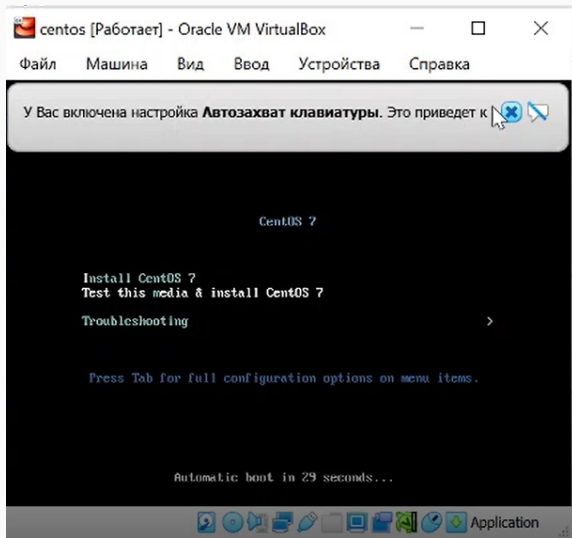 centos [Работает] - Oracle VM VirtualBox
Файл Машина Вид Ввод Устройства Справка
У Вас включена настройка Автозахват клавиатуры. Это приведет к
CentOS 7
Install CentOS 7
Test this media & install CentOS 7
Troubleshooting >
Press Tab for full configuration options on menu items.
Automatic boot in 29 seconds...
Application